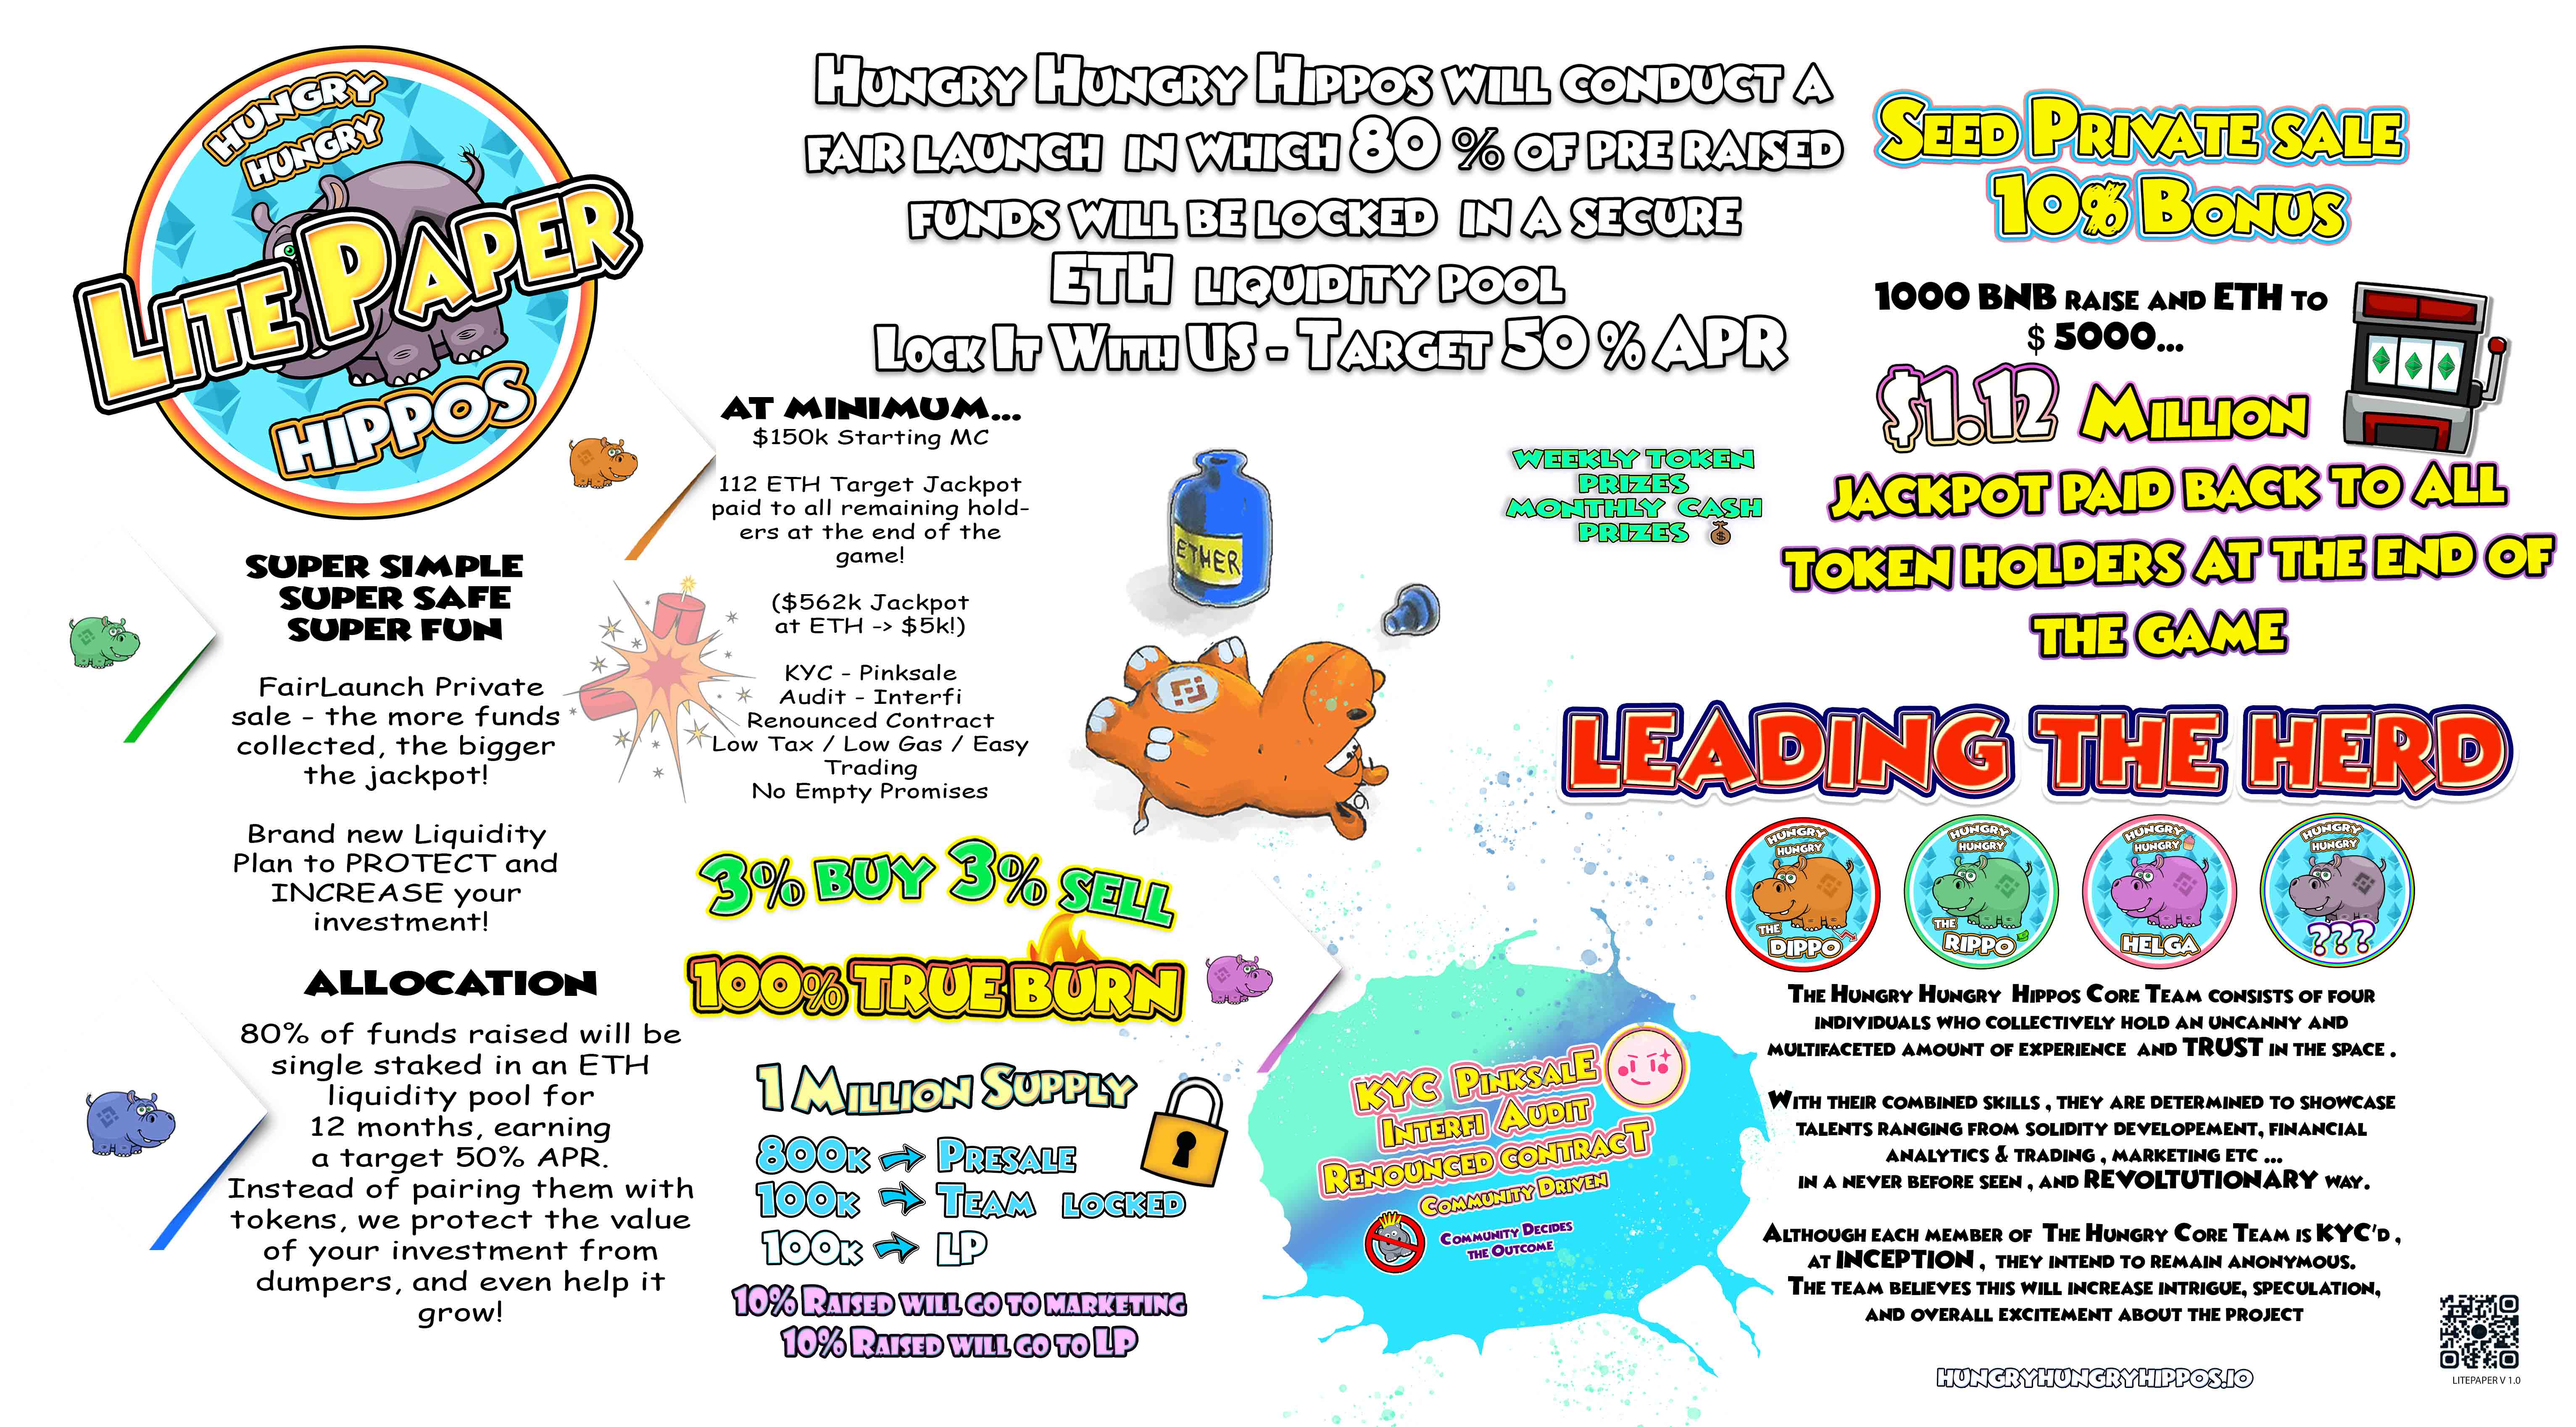 HUNGRY
HUNGRY
LITE PAPER
HIPPOS
SUPER SIMPLE
SUPER SAFE
SUPER FUN
FairLaunch Private
sale - the more funds
collected, the bigger
the jackpot!
Brand new Liquidity
Plan to PROTECT and
INCREASE your
investment!
ALLOCATION
80% of funds raised will be
single staked in an ETH
liquidity pool for
12 months, earning
a target 50% APR.
Instead of pairing them with
tokens, we protect the value
of your investment from
dumpers, and even help it
grow!
HUNGRY HUNGRY HIPPOS WILL CONDUCT A
FAIR LAUNCH IN WHICH 80 % OF PRE RAISED
FUNDS WILL BE LOCKED IN A SECURE
ETH LIQUIDITY POOL
LOCK IT WITH US - TARGET 50 % APR
AT MINIMUM...
$150k Starting MC
112 ETH Target Jackpot
paid to all remaining hold-
ers at the end of the
game!
($562k Jackpot
at ETH -> $5k!)
KYC - Pinksale
Audit - Interfi
Renounced Contract
Low Tax / Low Gas / Easy
Trading
No Empty Promises
ETHER
WEEKLY TOKEN
PRIZES
MONTHLY CASH
PRIZES
3% BUY 3% SELL
100% TRUE BURN
1 MILLION SUPPLY
800K → PRESALE
100K → TEAM LOCKED
100K → LP
10% RAISED WILL GO TO MARKETING
10% RAISED WILL GO TO LP
KYC PINKSALE
INTERFI AUDIT
RENOUNCED CONTRACT
COMMUNITY DRIVEN
COMMUNITY DECIDES
THE OUTCOME
SEED PRIVATE SALE
10% BONUS
1000 BNB RAISE AND ETH TO
$ 5000...
$1.12 MILLION
JACKPOT PAID BACK TO ALL
TOKEN HOLDERS AT THE END OF
THE GAME
LEADING THE HERD
HUNGRY
HUNGRY
THE
DIPPO
HUNGRY
HUNGRY
THE
RIPPO
HUNGRY
HUNGRY
HELGA
HUNGRY
HUNGRY
???
THE HUNGRY HUNGRY HIPPOS CORE TEAM CONSISTS OF FOUR
INDIVIDUALS WHO COLLECTIVELY HOLD AN UNCANNY AND
MULTIFACETED AMOUNT OF EXPERIENCE AND TRUST IN THE SPACE .
WITH THEIR COMBINED SKILLS , THEY ARE DETERMINED TO SHOWCASE
TALENTS RANGING FROM SOLIDITY DEVELOPEMENT, FINANCIAL
ANALYTICS & TRADING , MARKETING ETC ...
IN A NEVER BEFORE SEEN , AND REVOLTUTIONARY WAY.
ALTHOUGH EACH MEMBER OF THE HUNGRY CORE TEAM IS KYC'D ,
AT INCEPTION , THEY INTEND TO REMAIN ANONYMOUS.
THE TEAM BELIEVES THIS WILL INCREASE INTRIGUE, SPECULATION,
AND OVERALL EXCITEMENT ABOUT THE PROJECT
HUNGRYHUNGRYHIPPOS.IO
LITEPAPER V 1.0